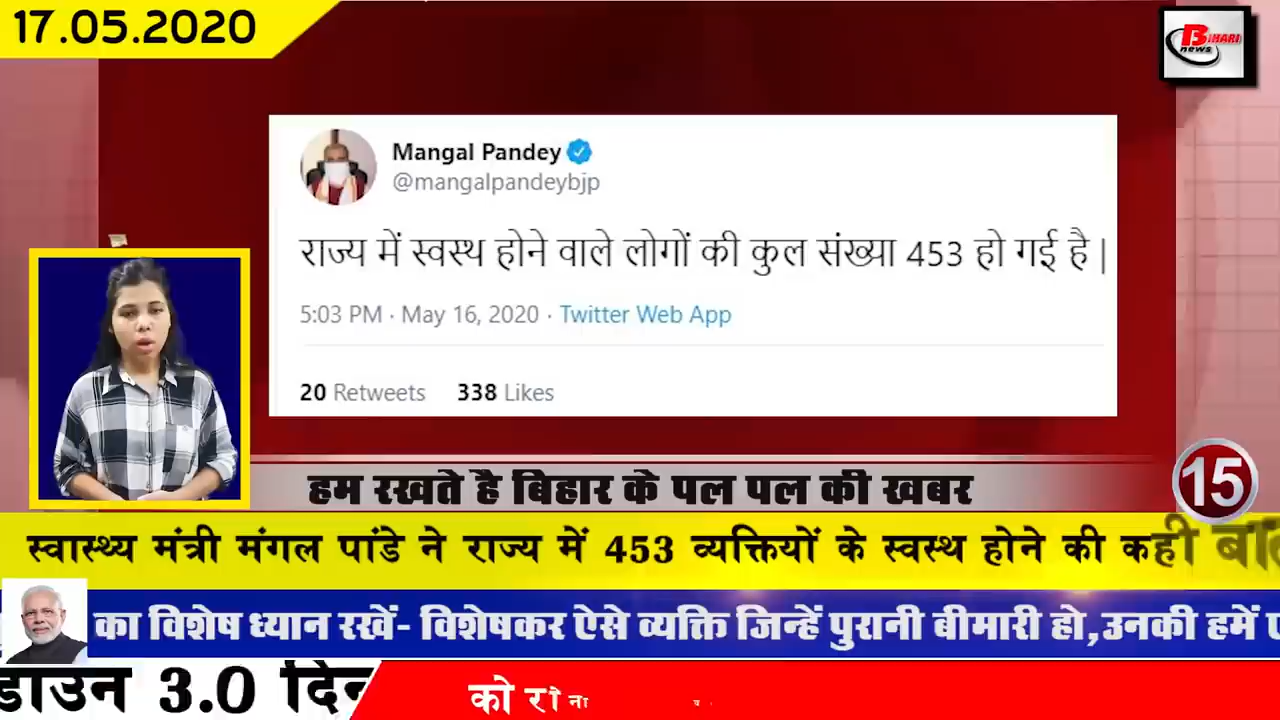 17.05.2020
BIHARI
news
Mangal Pandey
@mangalpandeybjp
राज्य में स्वस्थ होने वाले लोगों की कुल संख्या 453 हो गई है |
5:03 PM · May 16, 2020 · Twitter Web App
20 Retweets 338 Likes
हम रखते है बिहार के पल पल की खबर
15
स्वास्थ्य मंत्री मंगल पांडे ने राज्य में 453 व्यक्तियों के स्वस्थ होने की कही
का विशेष ध्यान रखें- विशेषकर ऐसे व्यक्ति जिन्हें पुरानी बीमारी हो,उनकी हमें
डाउन 3.0 दिन
कोरोना